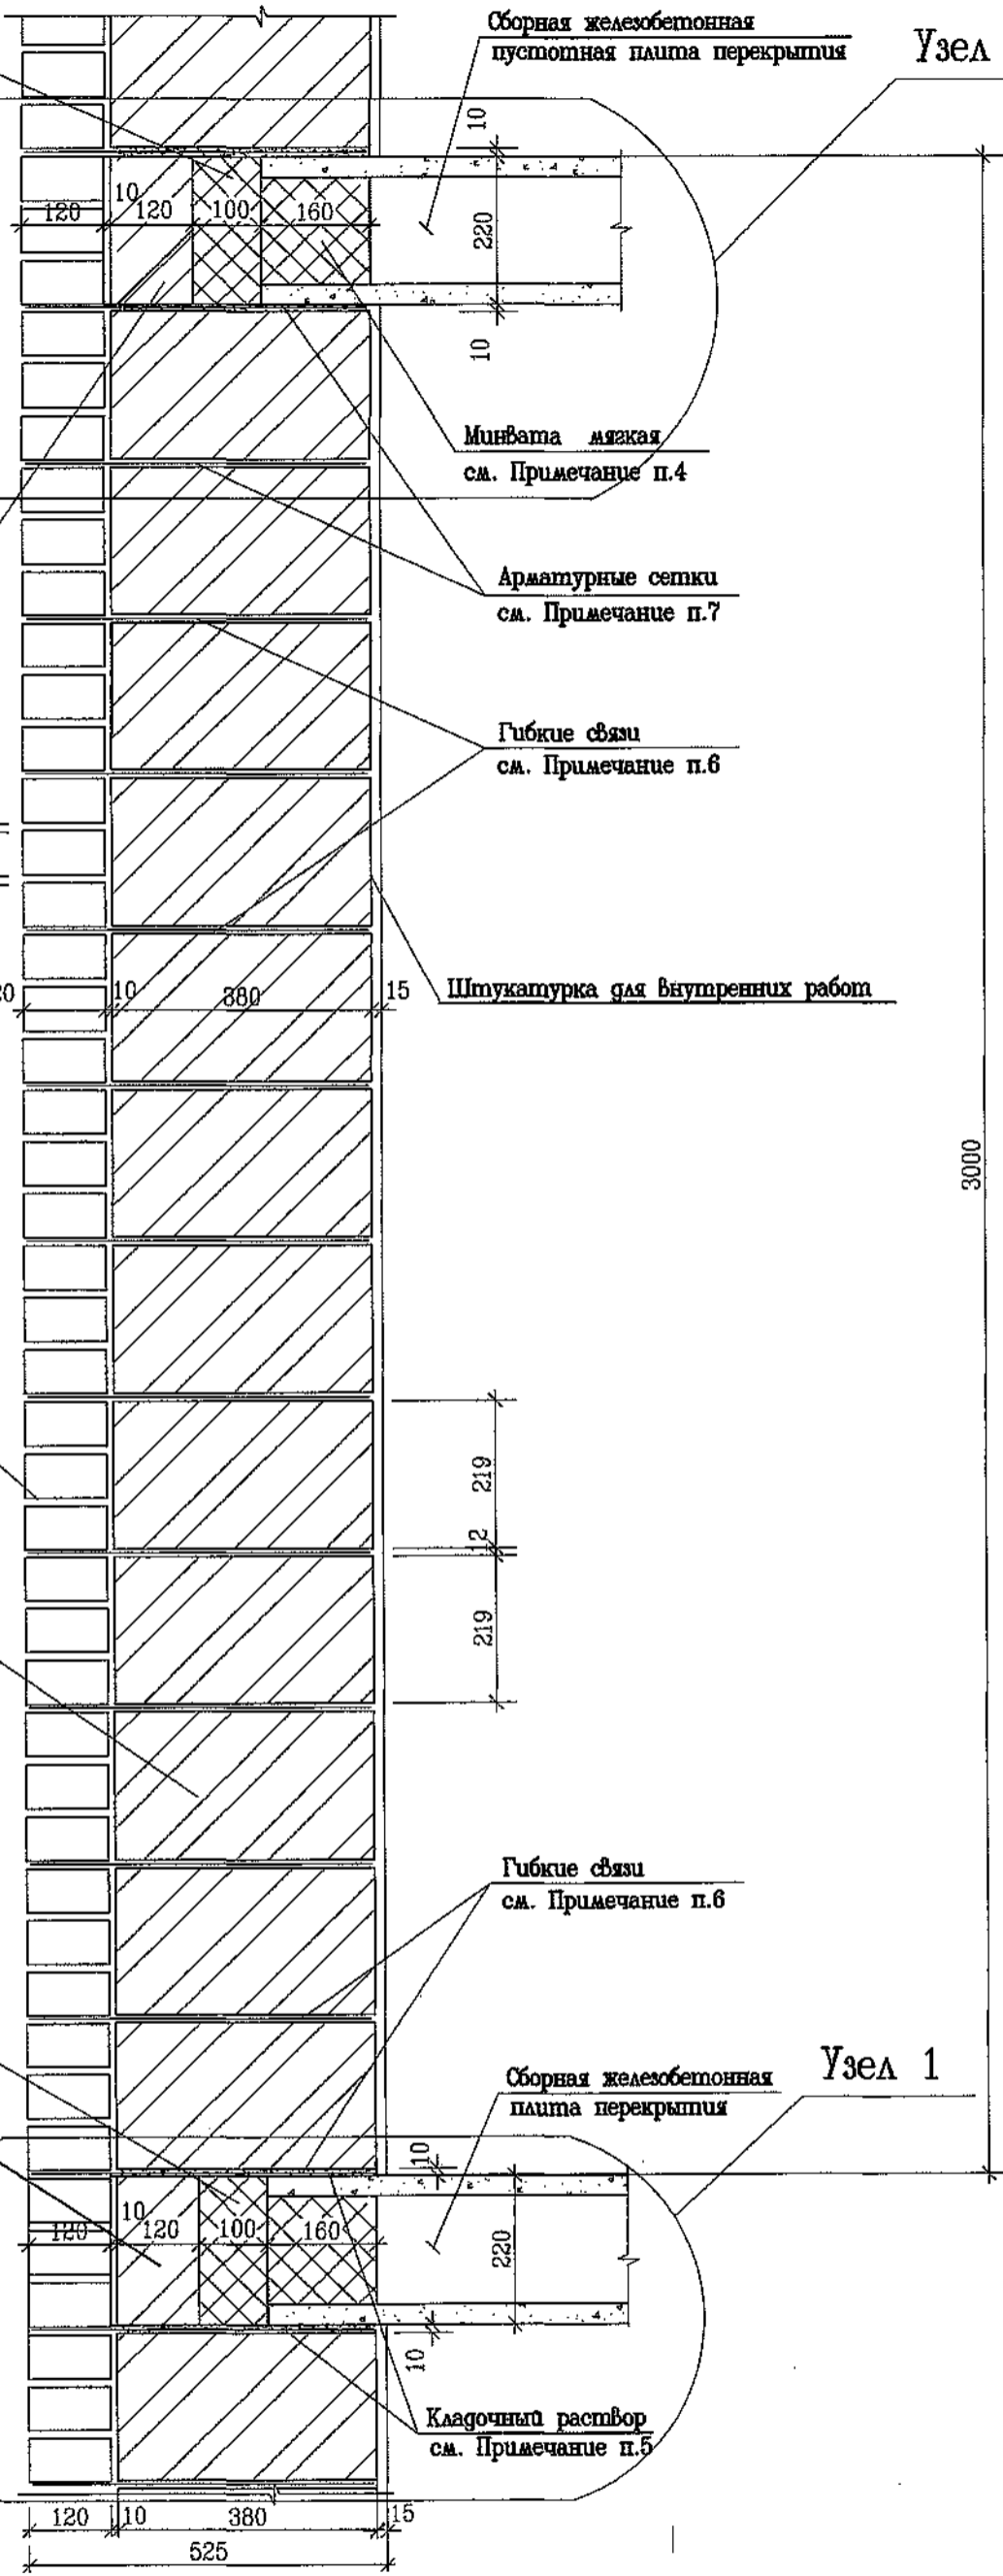 Сборная железобетонная
пустотная плита перекрытия
Узел
10
10
120
120
100
160
220
10
Минвата мягкая
см. Примечание п.4
Арматурные сетки
см. Примечание п.7
Гибкие связи
см. Примечание п.6
10
380
15
Штукатурка для внутренних работ
3000
219
12
219
Гибкие связи
см. Примечание п.6
Сборная железобетонная
плита перекрытия
Узел 1
10
10
120
120
100
160
220
10
Кладочный раствор
см. Примечание п.5
120
10
380
15
525